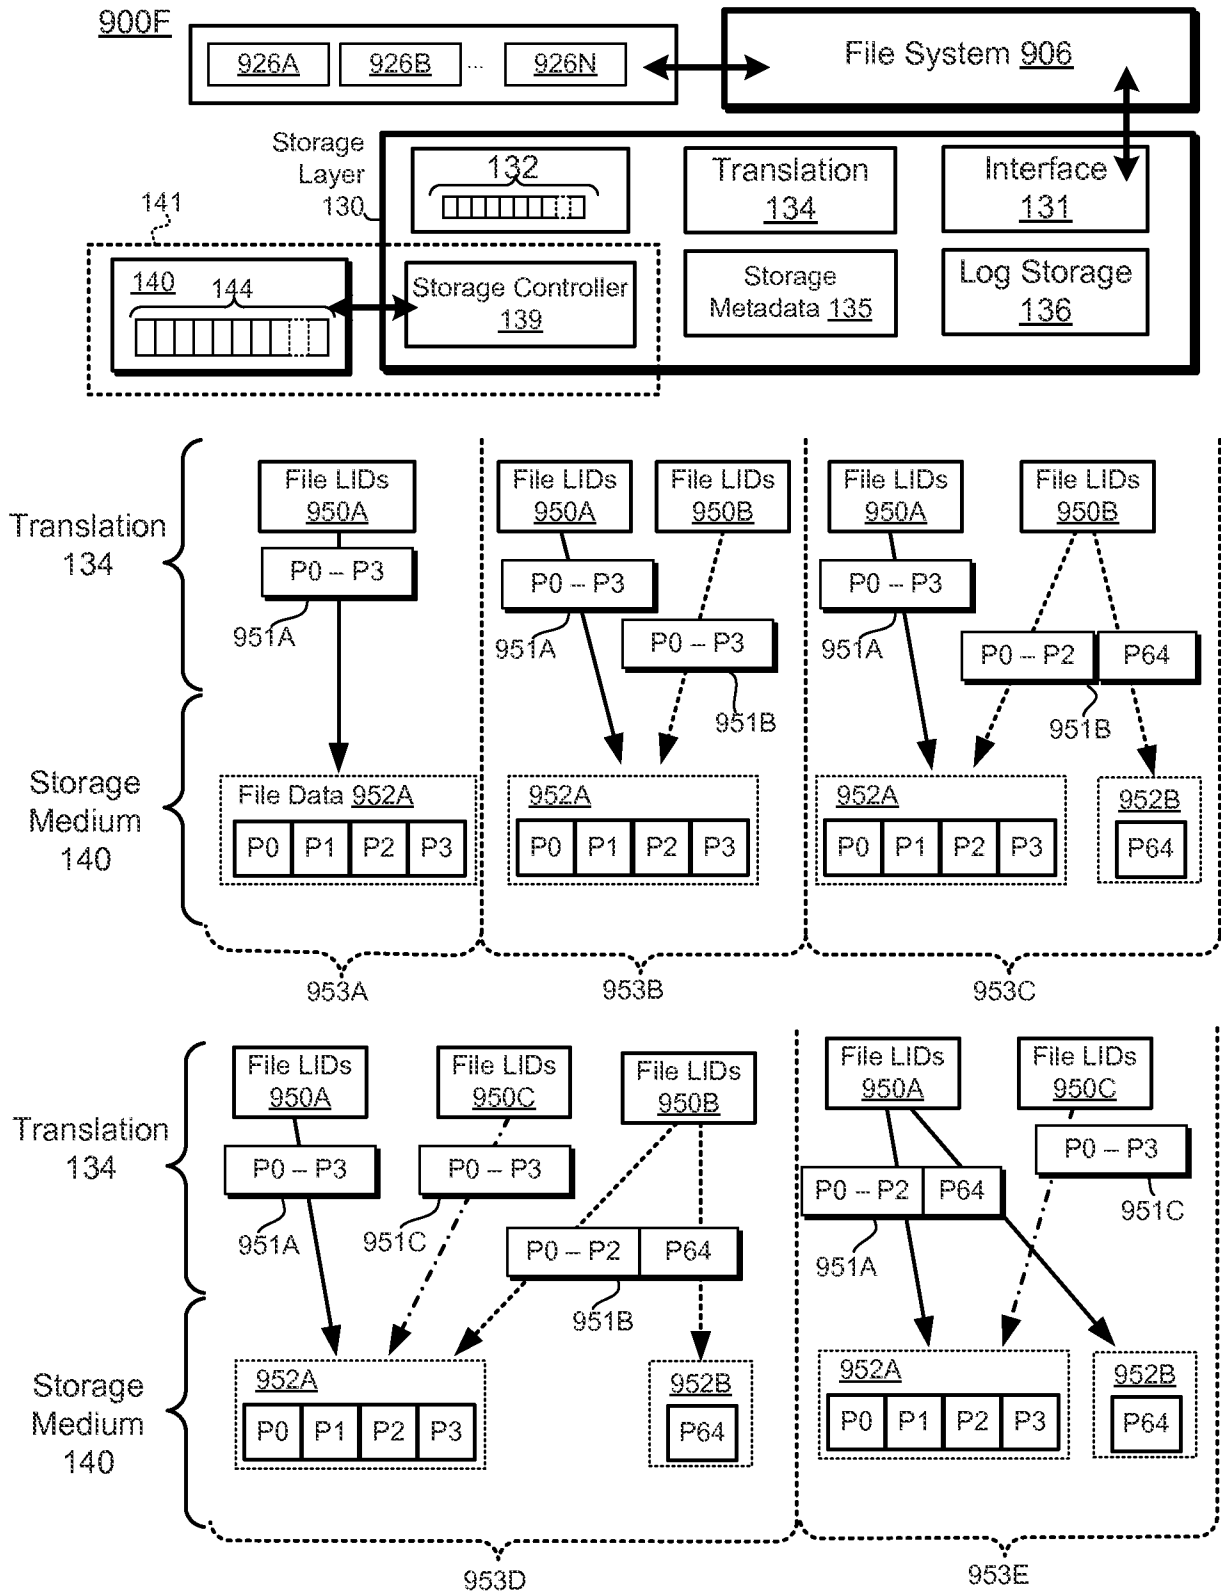 900F
926A 926B ... 926N
File System 906
Storage
Layer
130
132
Translation
134
Interface
131
141
140
144
Storage Controller
139
Storage
Metadata 135
Log Storage
136
Translation
134
Storage
Medium
140
File LIDs
950A
P0 – P3
951A
File Data 952A
P0 P1 P2 P3
953A
File LIDs
950A
File LIDs
950B
P0 – P3
951A
P0 – P3
951B
952A
P0 P1 P2 P3
953B
File LIDs
950A
File LIDs
950B
P0 – P3
951A
P0 – P2 P64
951B
952A
P0 P1 P2 P3
952B
P64
953C
Translation
134
Storage
Medium
140
File LIDs
950A
File LIDs
950C
File LIDs
950B
P0 – P3
951A
P0 – P3
951C
P0 – P2 P64
951B
952A
P0 P1 P2 P3
952B
P64
953D
File LIDs
950A
File LIDs
950C
P0 – P3
951C
P0 – P2 P64
951A
952A
P0 P1 P2 P3
952B
P64
953E